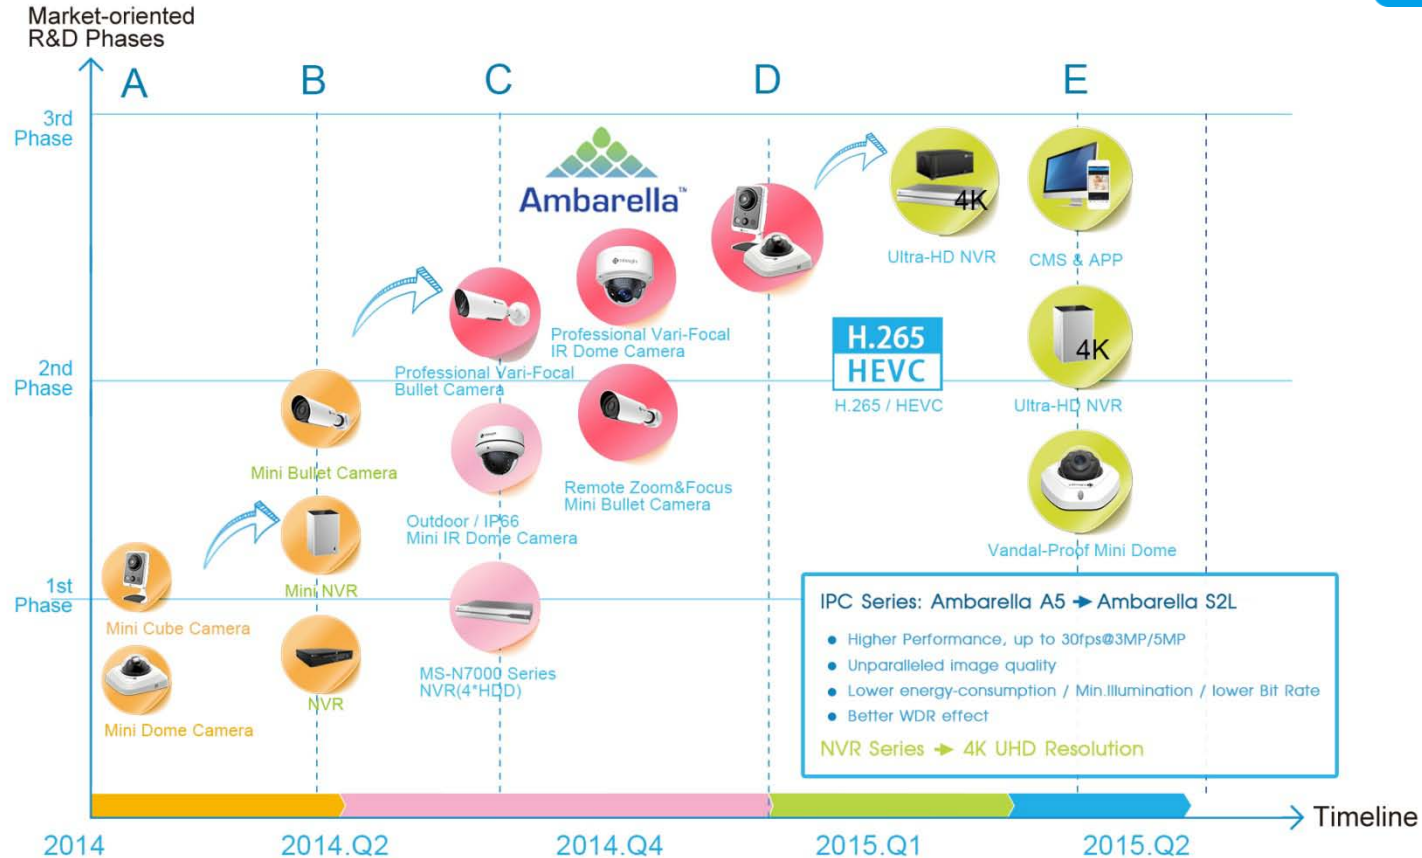 Market-oriented
R&D Phases
A
B
C
D
E
3rd
Phase
Ambarella™
4K
Ultra-HD NVR
CMS & APP
Professional Vari-Focal
IR Dome Camera
H.265
HEVC
H.265 / HEVC
4K
Ultra-HD NVR
2nd
Phase
Professional Vari-Focal
Bullet Camera
Mini Bullet Camera
Remote Zoom&Focus
Mini Bullet Camera
Outdoor / IP66
Mini IR Dome Camera
Vandal-Proof Mini Dome
1st
Phase
Mini NVR
Mini Cube Camera
MS-N7000 Series
NVR(4*HDD)
NVR
Mini Dome Camera
IPC Series: Ambarella A5 → Ambarella S2L
● Higher Performance, up to 30fps@3MP/5MP
● Unparalleled image quality
● Lower energy-consumption / Min.Illumination / lower Bit Rate
● Better WDR effect
NVR Series → 4K UHD Resolution
Timeline
2014
2014.Q2
2014.Q4
2015.Q1
2015.Q2